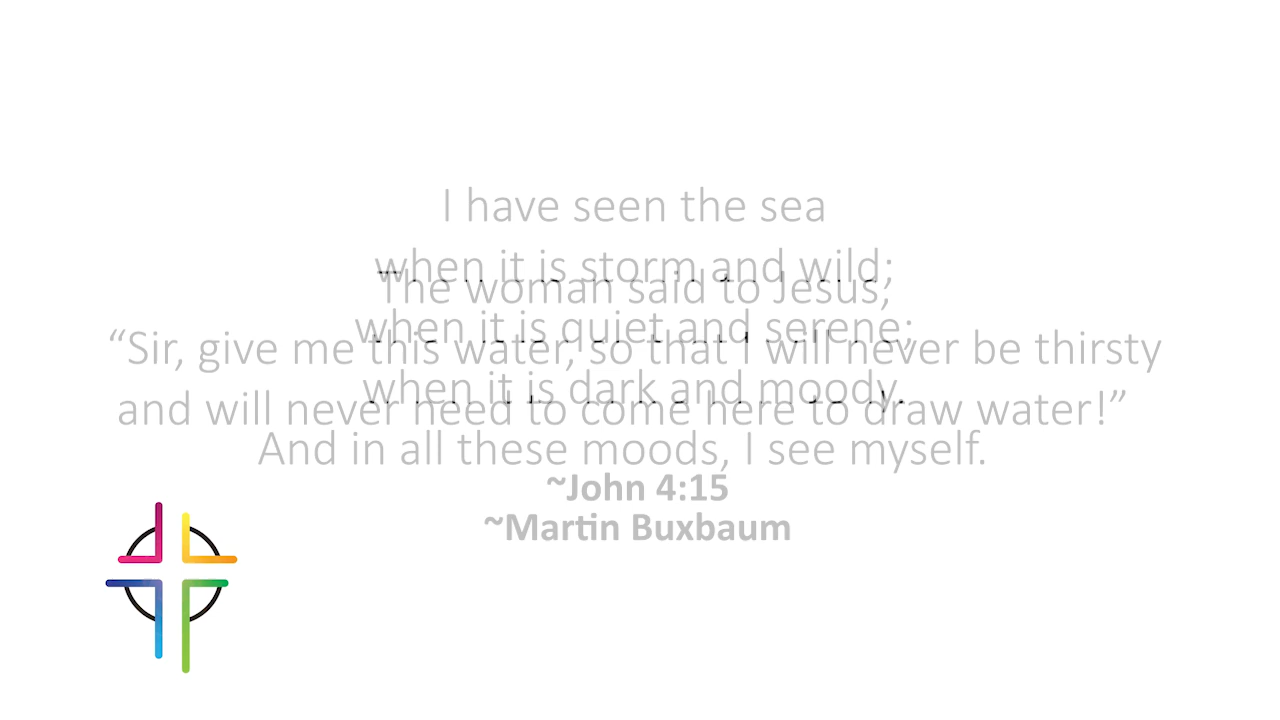 I have seen the sea
when it is storm and wild;
when it is quiet and serene;
when it is dark and moody.
And in all these moods, I see myself.
~Martin Buxbaum
The woman said to Jesus,
“Sir, give me this water, so that I will never be thirsty
and will never need to come here to draw water!”
~John 4:15